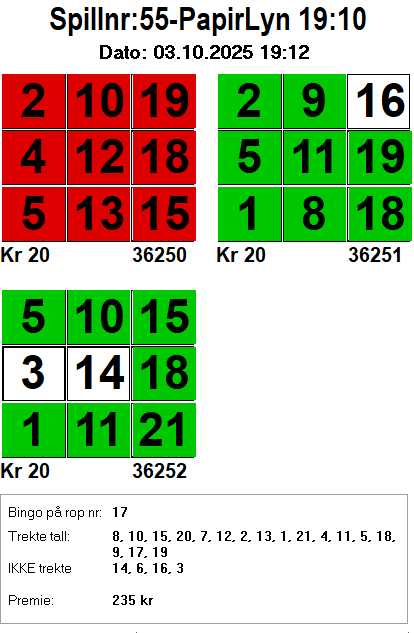 Spillnr:55-PapirLyn 19:10
Dato: 03.10.2025 19:12
2 10 19
4 12 18
5 13 15
Kr 20 36250
2 9 16
5 11 19
1 8 18
Kr 20 36251
5 10 15
3 14 18
1 11 21
Kr 20 36252
Bingo på rop nr: 17
Trekte tall: 8, 10, 15, 20, 7, 12, 2, 13, 1, 21, 4, 11, 5, 18,
9, 17, 19
IKKE trekte 14, 6, 16, 3
Premie: 235 kr